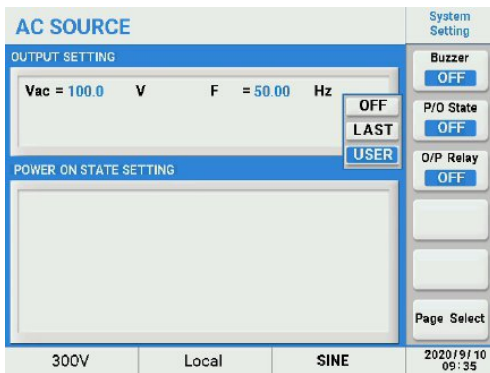 AC SOURCE
System
Setting
OUTPUT SETTING
Vac = 100.0 V F = 50.00 Hz
OFF
LAST
USER
POWER ON STATE SETTING
Buzzer
OFF
P/O State
OFF
O/P Relay
OFF
Page Select
300V Local SINE
2020/9/10
09:35